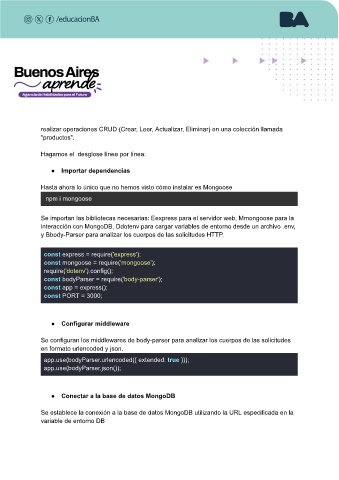 /educacionBA
BA
Buenos Aires
aprende
Agencia de Habilidades para el Futuro
realizar operaciones CRUD (Crear, Leer, Actualizar, Eliminar) en una colección llamada
"productos".
Hagamos el  desglose línea por línea:
● Importar dependencias
Hasta ahora lo único que no hemos visto cómo instalar es Mongoose
npm i mongoose
Se importan las bibliotecas necesarias: Eexpress para el servidor web, Mmongoose para la
interacción con MongoDB, Ddotenv para cargar variables de entorno desde un archivo .env,
y Bbody-Parser para analizar los cuerpos de las solicitudes HTTP.
const express = require('express');
const mongoose = require('mongoose');
require('dotenv').config();
const bodyParser = require('body-parser');
const app = express();
const PORT = 3000;
● Configurar middleware
Se configuran los middlewares de body-parser para analizar los cuerpos de las solicitudes
en formato urlencoded y json.
app.use(bodyParser.urlencoded({ extended: true }));
app.use(bodyParser.json());
● Conectar a la base de datos MongoDB
Se establece la conexión a la base de datos MongoDB utilizando la URL especificada en la
variable de entorno DB